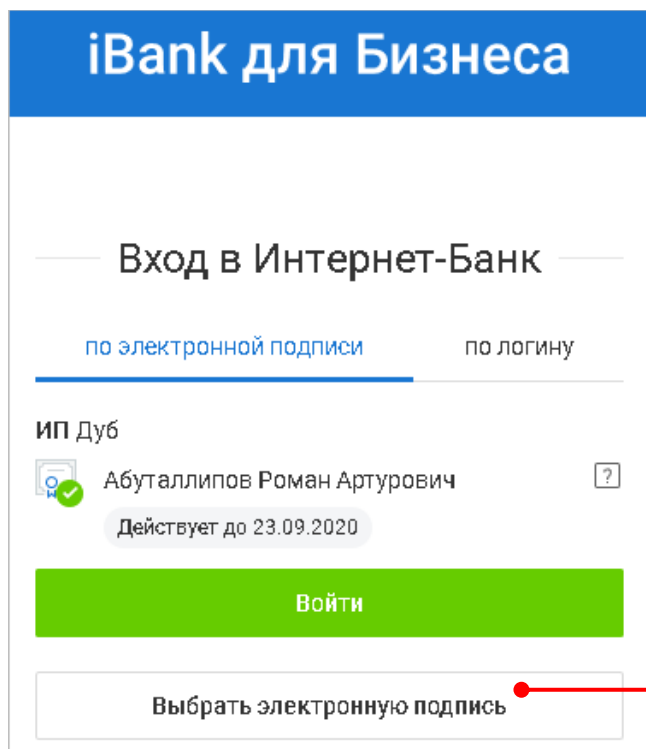 iBank для Бизнеса
Вход в Интернет-Банк
по электронной подписи
по логину
ИП Дуб
Абуталлипов Роман Артурович
?
Действует до 23.09.2020
Войти
Выбрать электронную подпись